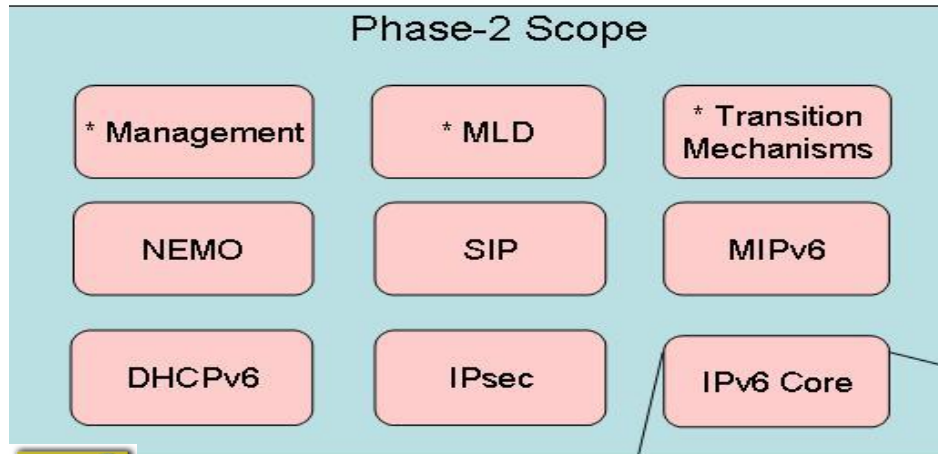 Phase-2 Scope
* Management
* MLD
* Transition
Mechanisms
NEMO
SIP
MIPv6
DHCPv6
IPsec
IPv6 Core